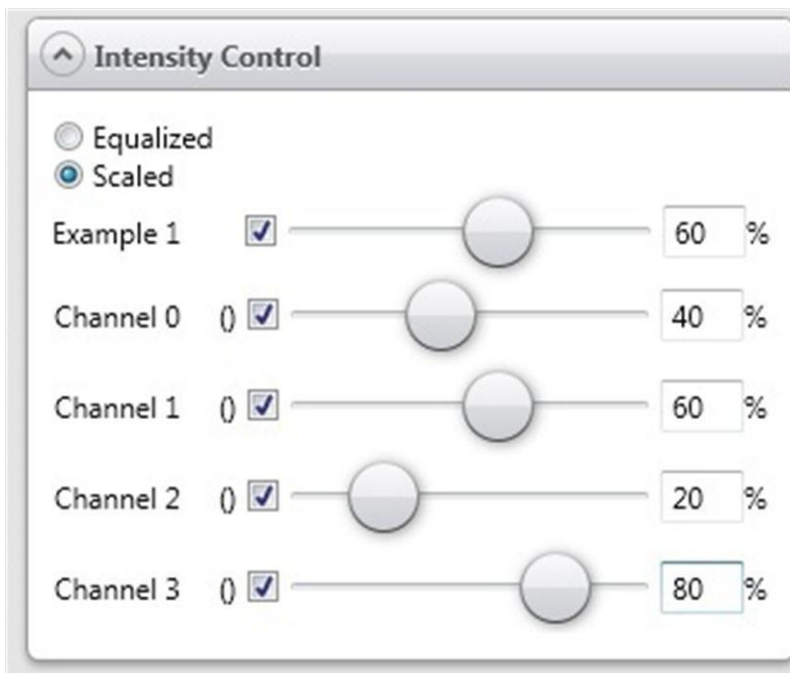 Intensity Control
Equalized
Scaled
Example 1 60 %
Channel 0 () 40 %
Channel 1 () 60 %
Channel 2 () 20 %
Channel 3 () 80 %